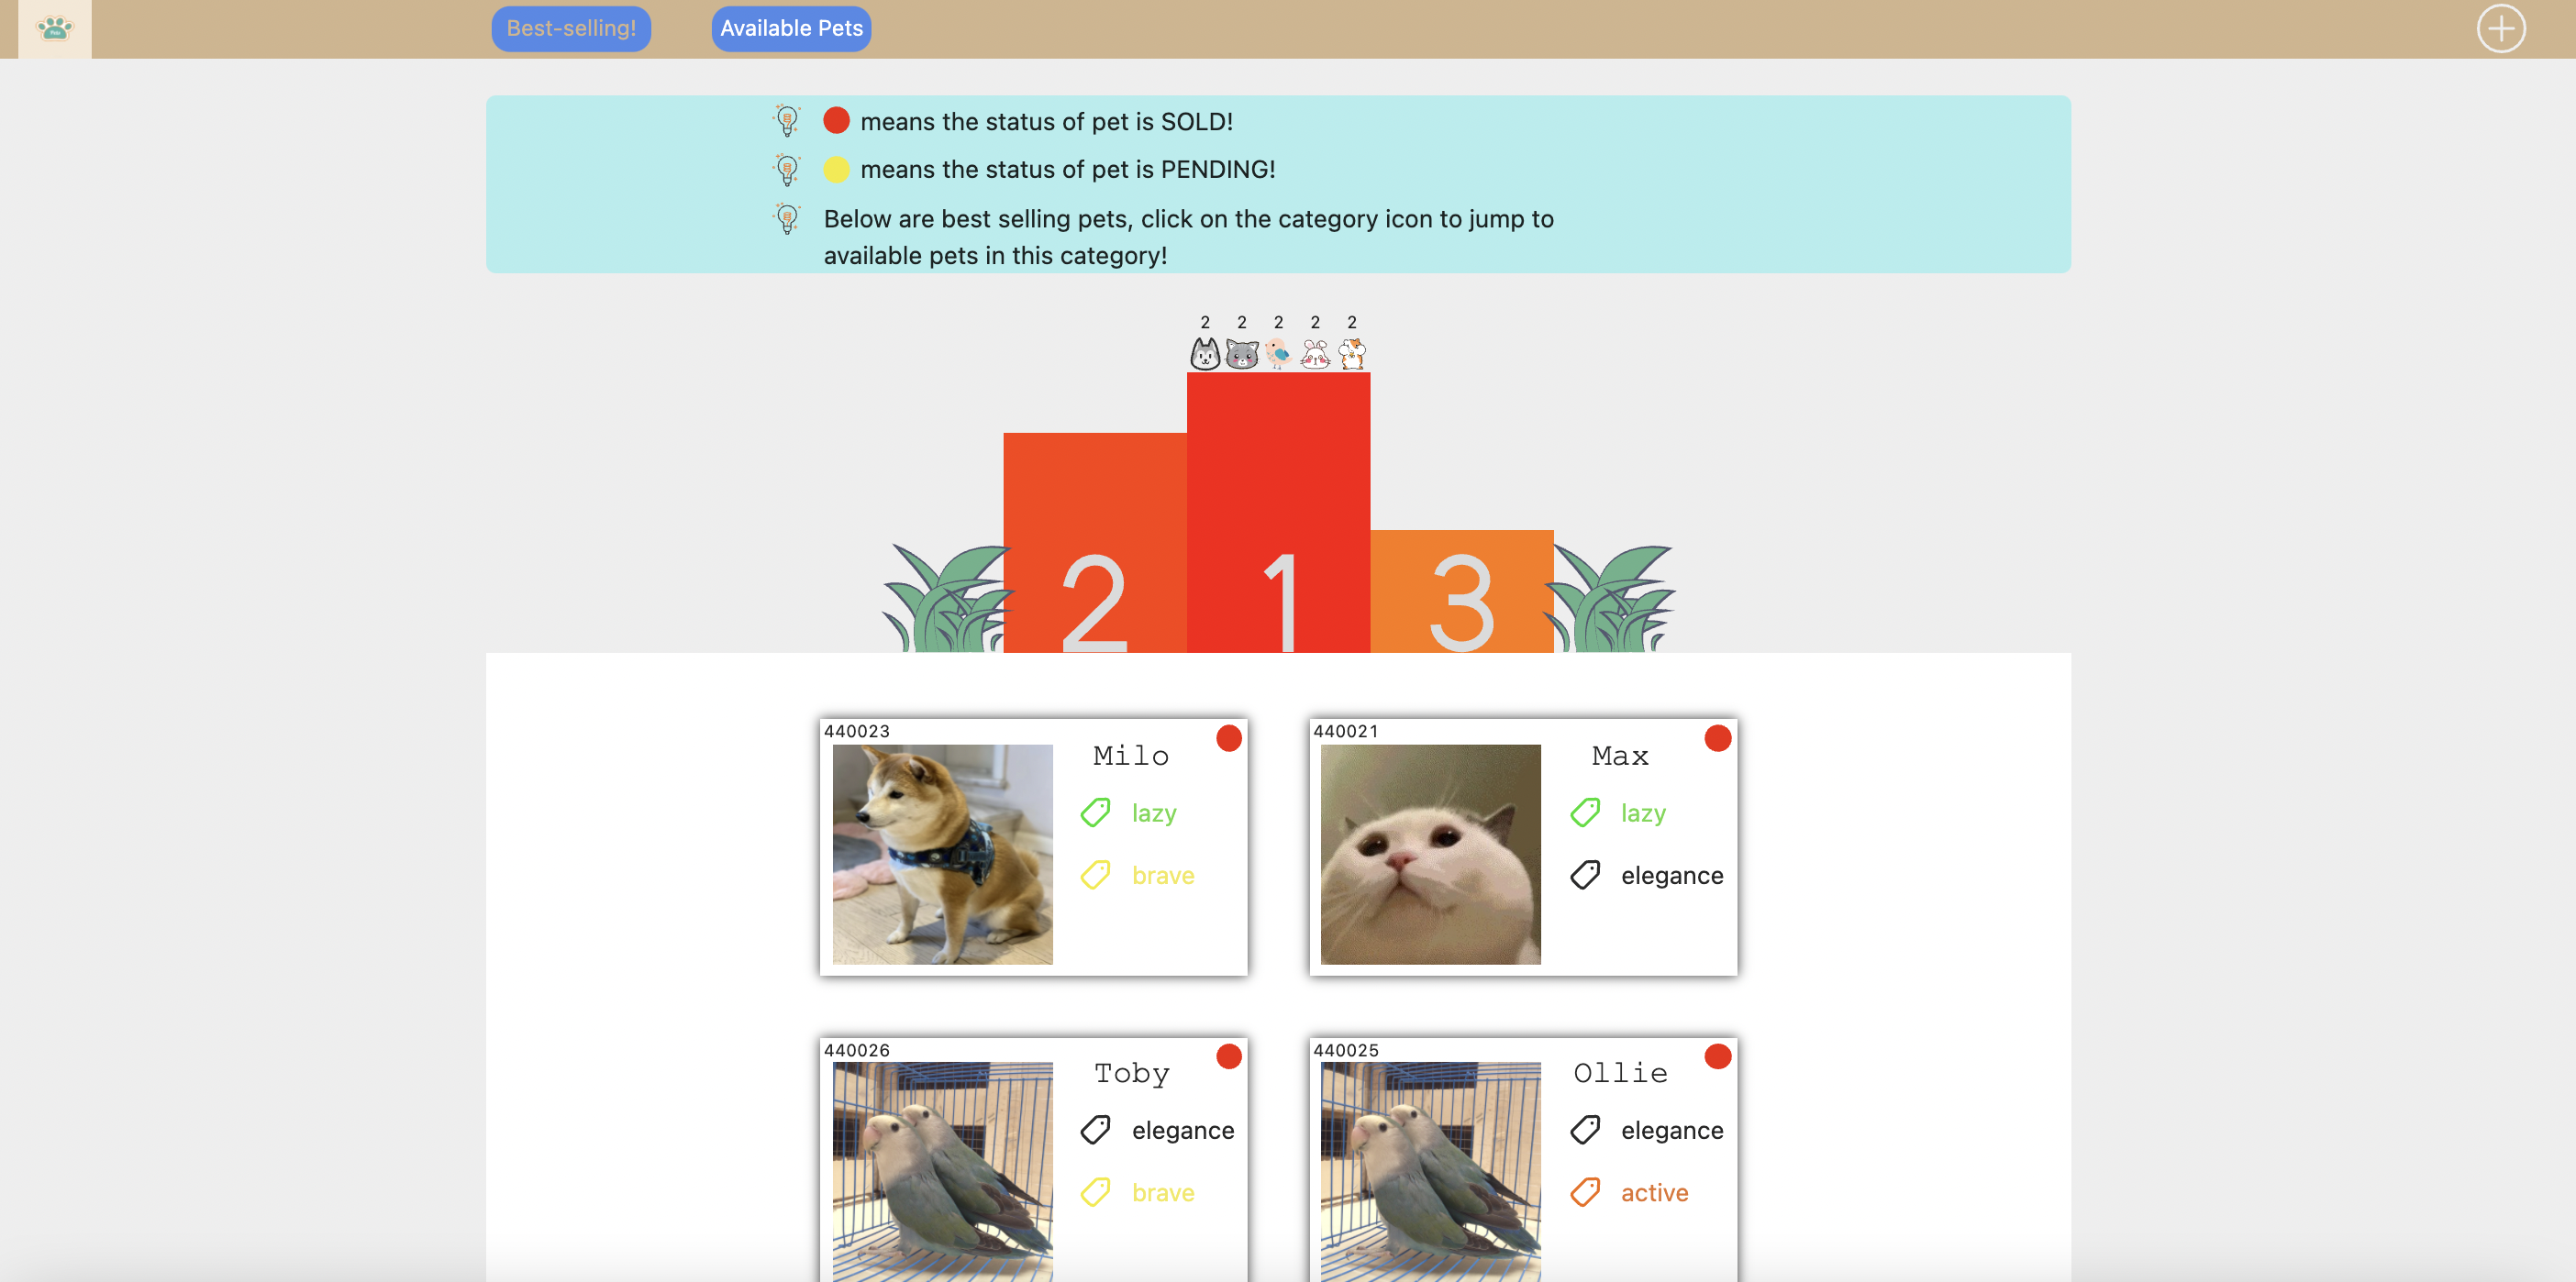 Best-selling!
Available Pets
means the status of pet is SOLD!
means the status of pet is PENDING!
Below are best selling pets, click on the category icon to jump to
available pets in this category!
2 2 2 2 2
2 1 3
440023
Milo
lazy
brave
440021
Max
lazy
elegance
440026
Toby
elegance
brave
440025
Ollie
elegance
active